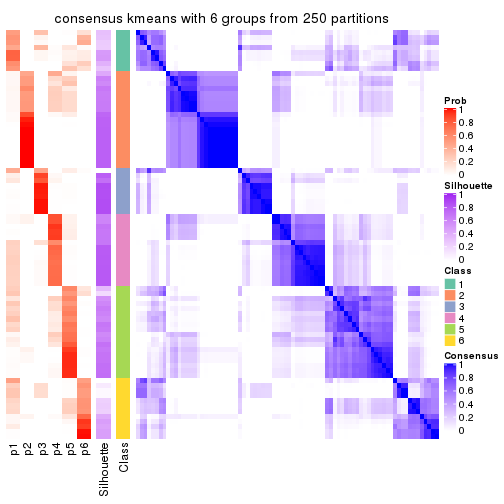 consensus kmeans with 6 groups from 250 partitions
Prob
1
0.8
0.6
0.4
0.2
0
Silhouette
1
0.8
0.6
0.4
0.2
0
Class
1
2
3
4
5
6
Consensus
1
0.8
0.6
0.4
0.2
0
p1
p2
p3
p4
p5
p6
Silhouette
Class